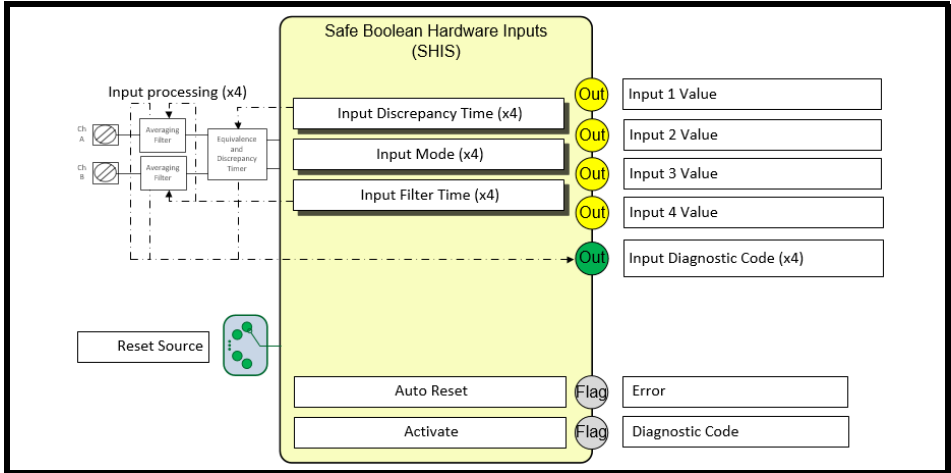 Safe Boolean Hardware Inputs
(SHIS)
Input processing (x4)
Ch
A
Averaging
Filter
Ch
B
Averaging
Filter
Equivalence
and
Discrepancy
Timer
Input Discrepancy Time (x4)
Input Mode (x4)
Input Filter Time (x4)
Out
Input 1 Value
Out
Input 2 Value
Out
Input 3 Value
Out
Input 4 Value
Out
Input Diagnostic Code (x4)
Reset Source
Auto Reset
Flag
Error
Activate
Flag
Diagnostic Code